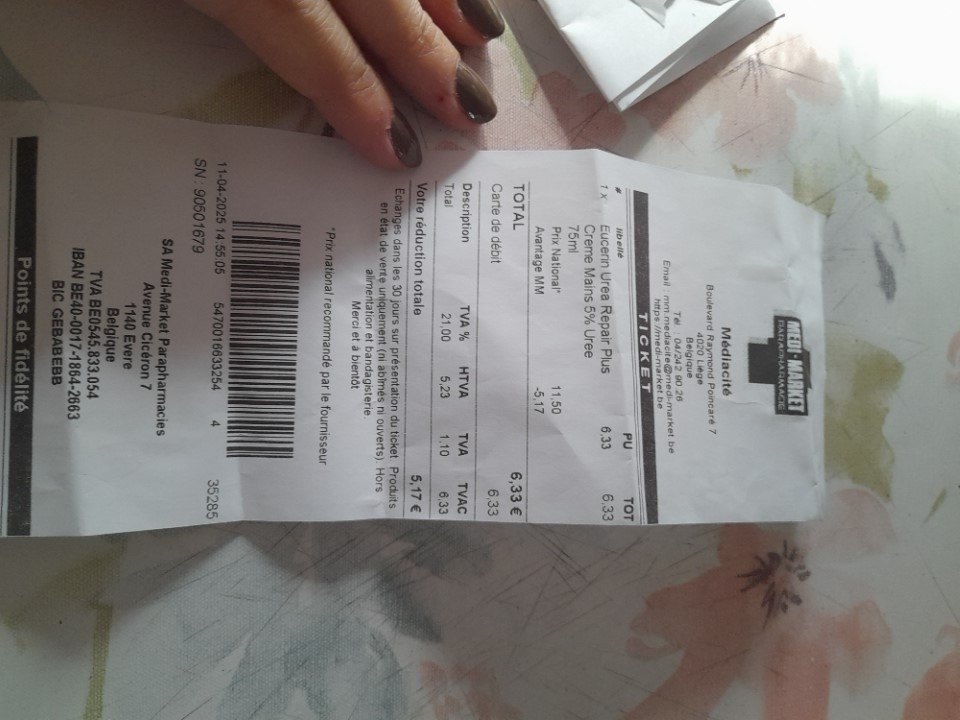 MEDI-MARKET
PARAPHARMACIE
Médiacité
Boulevard Raymond Poincaré 7
4020 Liège
Belgique
Tél : 04/242 90 26
Email mm.mediacite@medi-market.be
https://medi-market.be
TICKET
# libellé PU TOT
1 x Eucerin Urea Repair Plus 6,33 6,33
Creme Mains 5% Uree
75ml
Prix National* 11,50
Avantage MM -5,17
TOTAL 6,33 €
Carte de débit 6,33
Description TVA % HTVA TVA TVAC
Total 21,00 5,23 1,10 6,33
Votre réduction totale 5,17 €
Echanges dans les 30 jours sur présentation du ticket. Produits
en état de vente uniquement (ni abîmés ni ouverts). Hors
alimentation et bandagisterie
Merci et à bientôt
*Prix national recommandé par le fournisseur
11-04-2025 14:55:05 5470016633254 4 35285
SN : 90501679
SA Medi-Market Parapharmacies
Avenue Cicéron 7
1140 Evere
Belgique
TVA BE0545.833.054
IBAN BE40-0017-1864-2663
BIC GEBABEBB
Points de fidélité